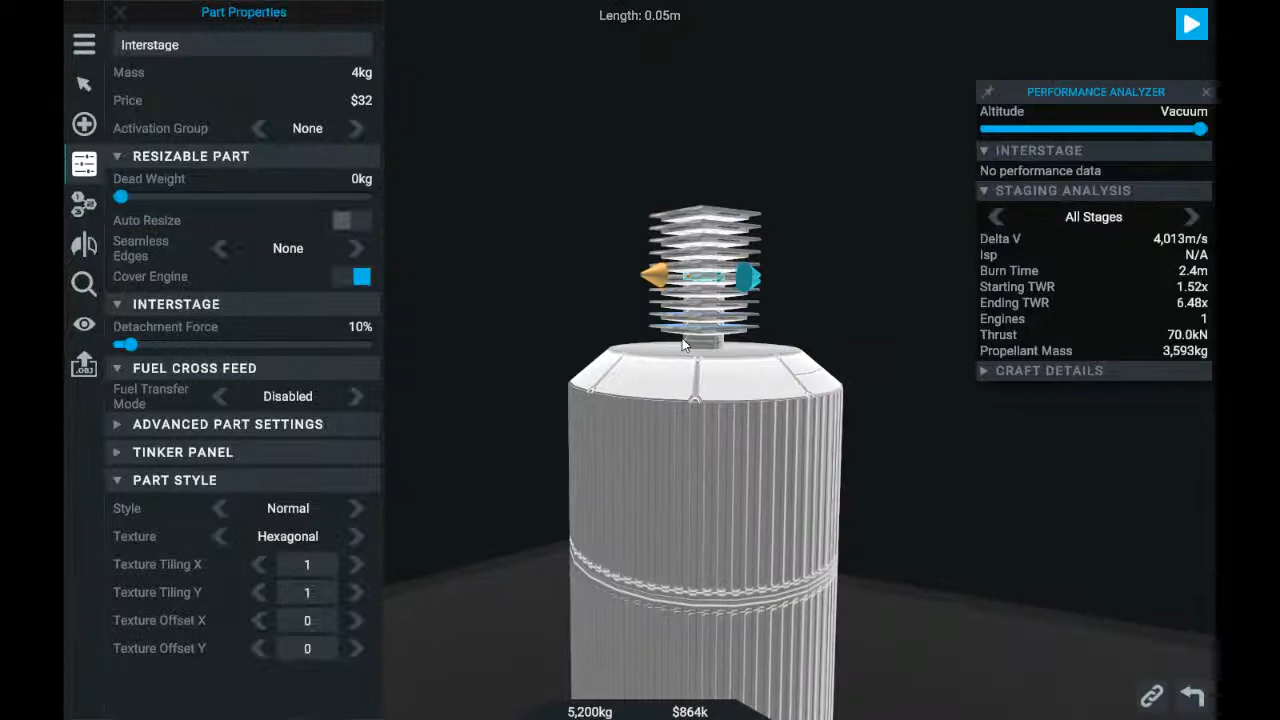 Part Properties
Length: 0.05m
Interstage
Mass 4kg
Price $32
Activation Group None
RESIZABLE PART
Dead Weight 0kg
Auto Resize
Seamless Edges None
Cover Engine
INTERSTAGE
Detachment Force 10%
FUEL CROSS FEED
Fuel Transfer Mode Disabled
ADVANCED PART SETTINGS
TINKER PANEL
PART STYLE
Style Normal
Texture Hexagonal
Texture Tiling X 1
Texture Tiling Y 1
Texture Offset X 0
Texture Offset Y 0
PERFORMANCE ANALYZER
Altitude Vacuum
INTERSTAGE
No performance data
STAGING ANALYSIS
All Stages
Delta V 4,013m/s
Isp N/A
Burn Time 2.4m
Starting TWR 1.52x
Ending TWR 6.48x
Engines 1
Thrust 70.0kN
Propellant Mass 3,593kg
CRAFT DETAILS
.OBJ
5,200kg $864k